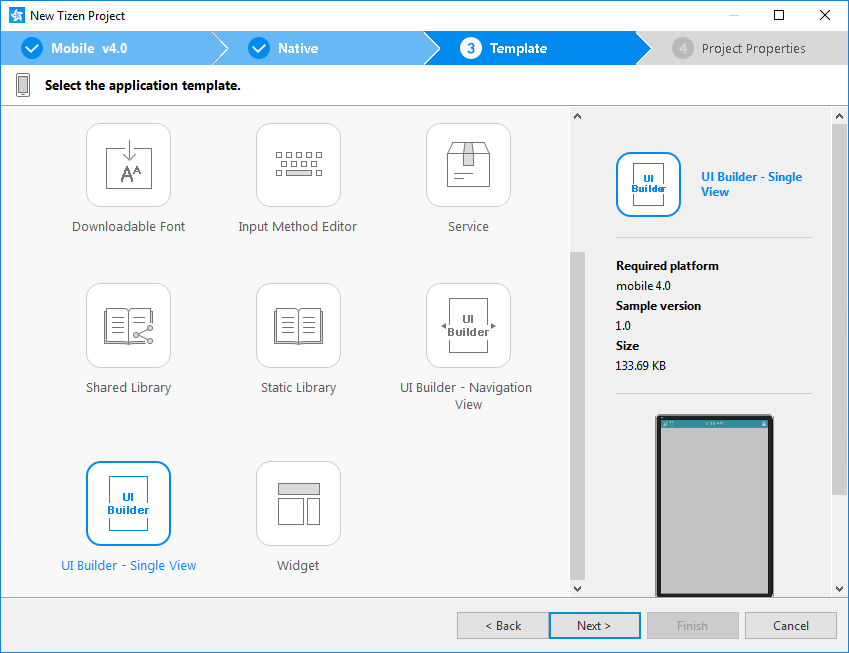 New Tizen Project
Mobile v4.0
Native
3 Template
4 Project Properties
Select the application template.
Downloadable Font
Input Method Editor
Service
Shared Library
Static Library
UI Builder
UI Builder - Navigation
View
UI Builder
UI Builder - Single View
Widget
UI Builder
UI Builder - Single
View
Required platform
mobile 4.0
Sample version
1.0
Size
133.69 KB
< Back
Next >
Finish
Cancel